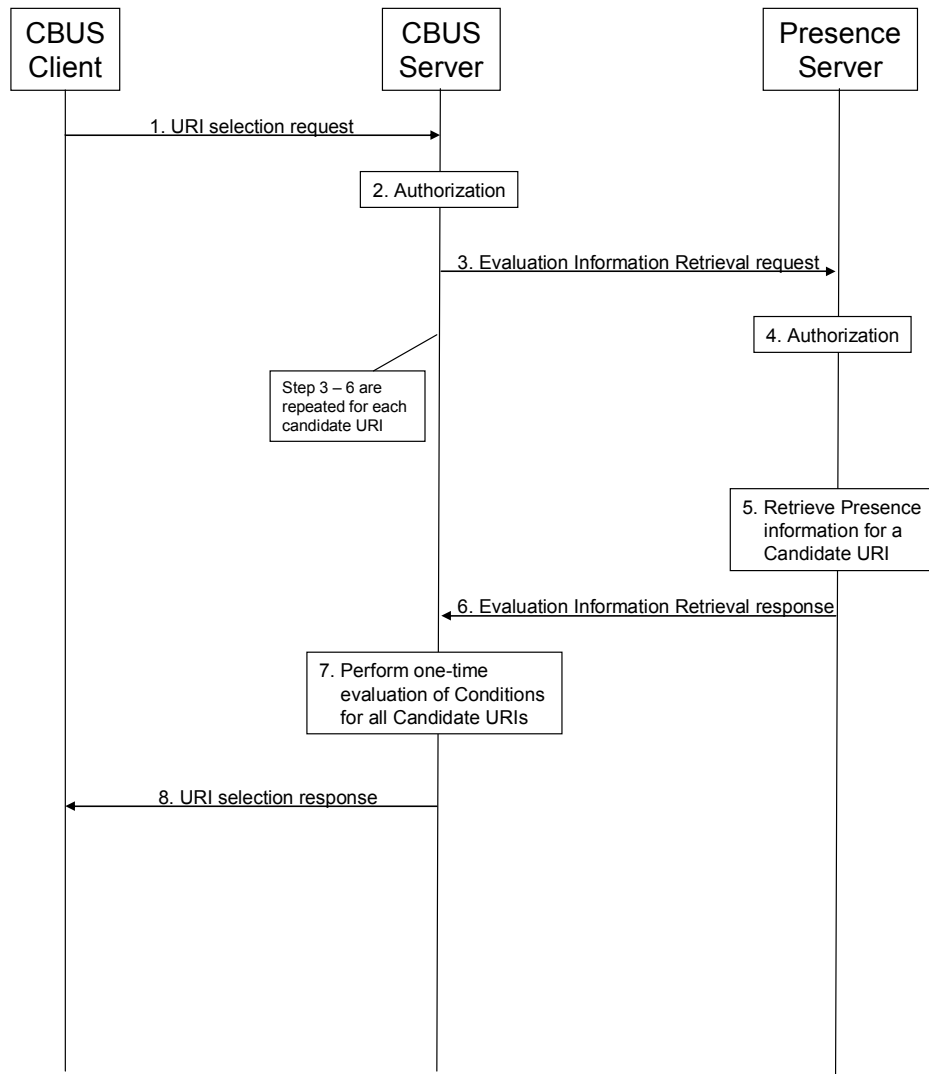 CBUS
Client
CBUS
Server
Presence
Server
1. URI selection request
2. Authorization
3. Evaluation Information Retrieval request
4. Authorization
Step 3 – 6 are
repeated for each
candidate URI
5. Retrieve Presence
information for a
Candidate URI
6. Evaluation Information Retrieval response
7. Perform one-time
evaluation of Conditions
for all Candidate URIs
8. URI selection response